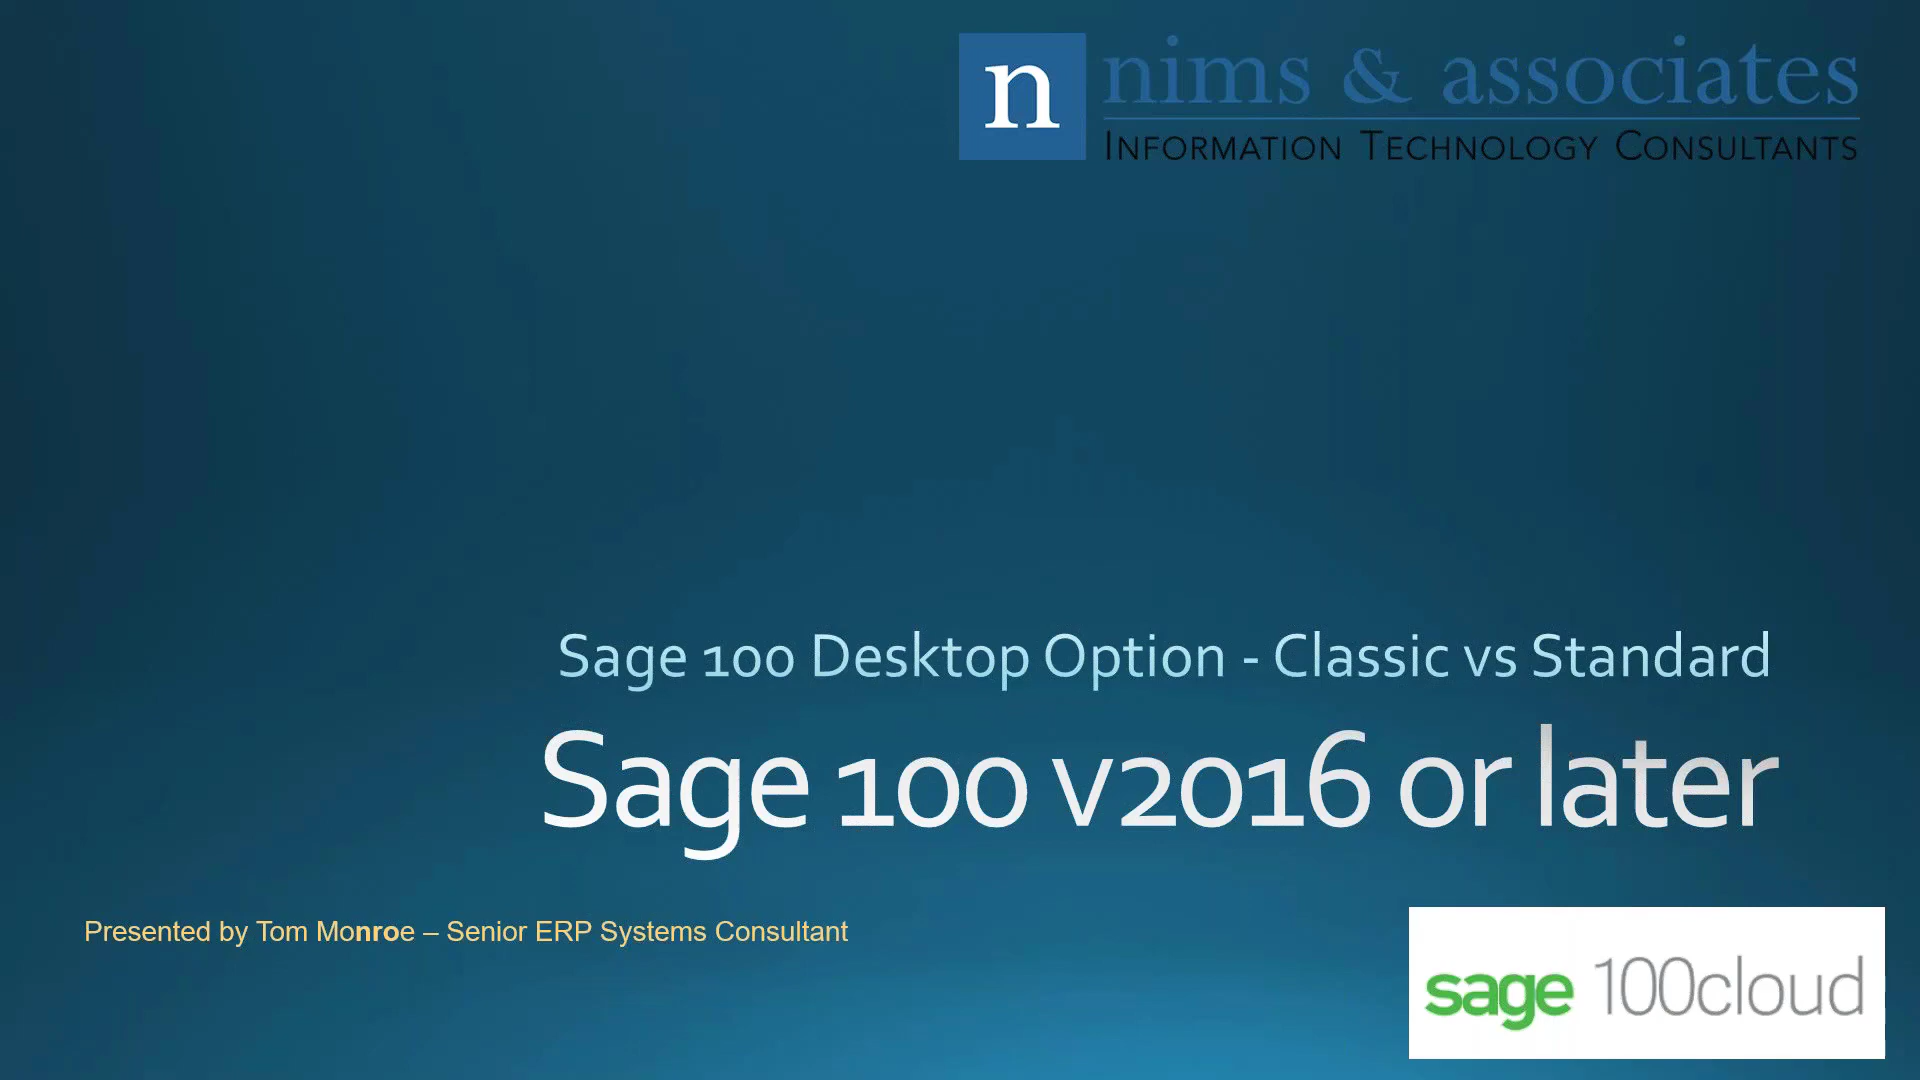 n nims & associates
Information Technology Consultants
Sage 100 Desktop Option - Classic vs Standard
Sage 100 v2016 or later
Presented by Tom Monroe – Senior ERP Systems Consultant
sage 100cloud